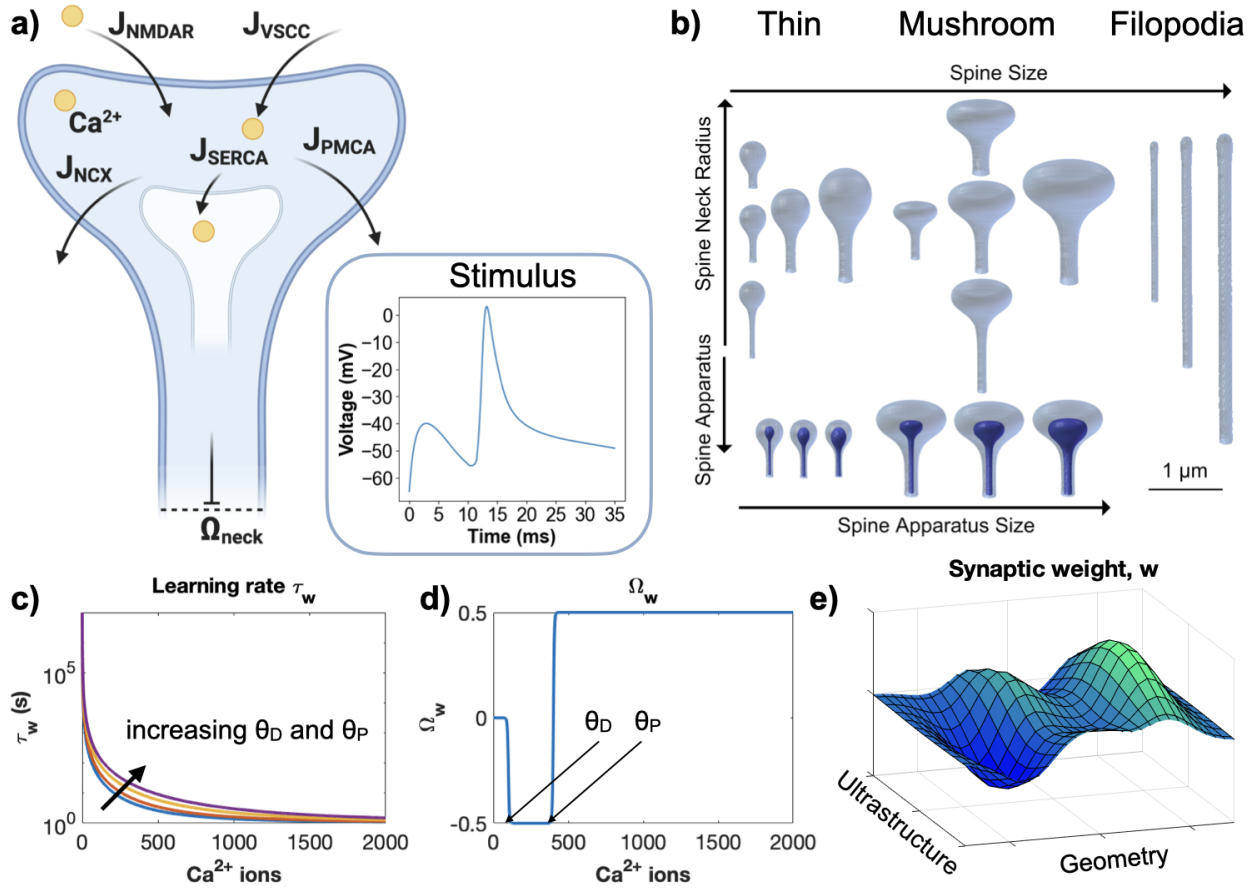 a)
J_NMDAR
J_VSCC
Ca²⁺
J_NCX
J_SERCA
J_PMCA
Ω_neck
Stimulus
Voltage (mV)
0
−10
−20
−30
−40
−50
−60
0 5 10 15 20 25 30 35
Time (ms)
b)
Thin Mushroom Filopodia
Spine Size
Spine Neck Radius
Spine Apparatus
1 μm
Spine Apparatus Size
c)
Learning rate τ_w
τ_w (s)
10⁵
10⁰
increasing θ_D and θ_P
0 500 1000 1500 2000
Ca²⁺ ions
d)
Ω_w
Ω_w
0.5
0
-0.5
θ_D θ_P
0 500 1000 1500 2000
Ca²⁺ ions
e)
Synaptic weight, w
Ultrastructure
Geometry